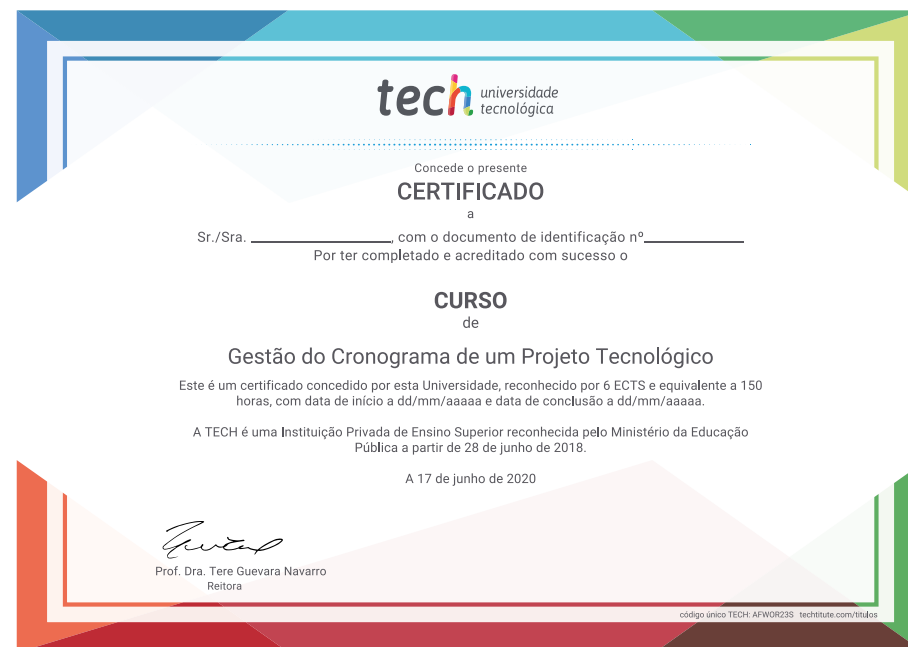 tech universidade
tecnológica
Concede o presente
CERTIFICADO
a
Sr./Sra. ____________________, com o documento de identificação nº______________
Por ter completado e acreditado com sucesso o
CURSO
de
Gestão do Cronograma de um Projeto Tecnológico
Este é um certificado concedido por esta Universidade, reconhecido por 6 ECTS e equivalente a 150
horas, com data de início a dd/mm/aaaaa e data de conclusão a dd/mm/aaaaa.
A TECH é uma Instituição Privada de Ensino Superior reconhecida pelo Ministério da Educação
Pública a partir de 28 de junho de 2018.
A 17 de junho de 2020
Prof. Dra. Tere Guevara Navarro
Reitora
código único TECH: AFWOR23S techtitute.com/titulos